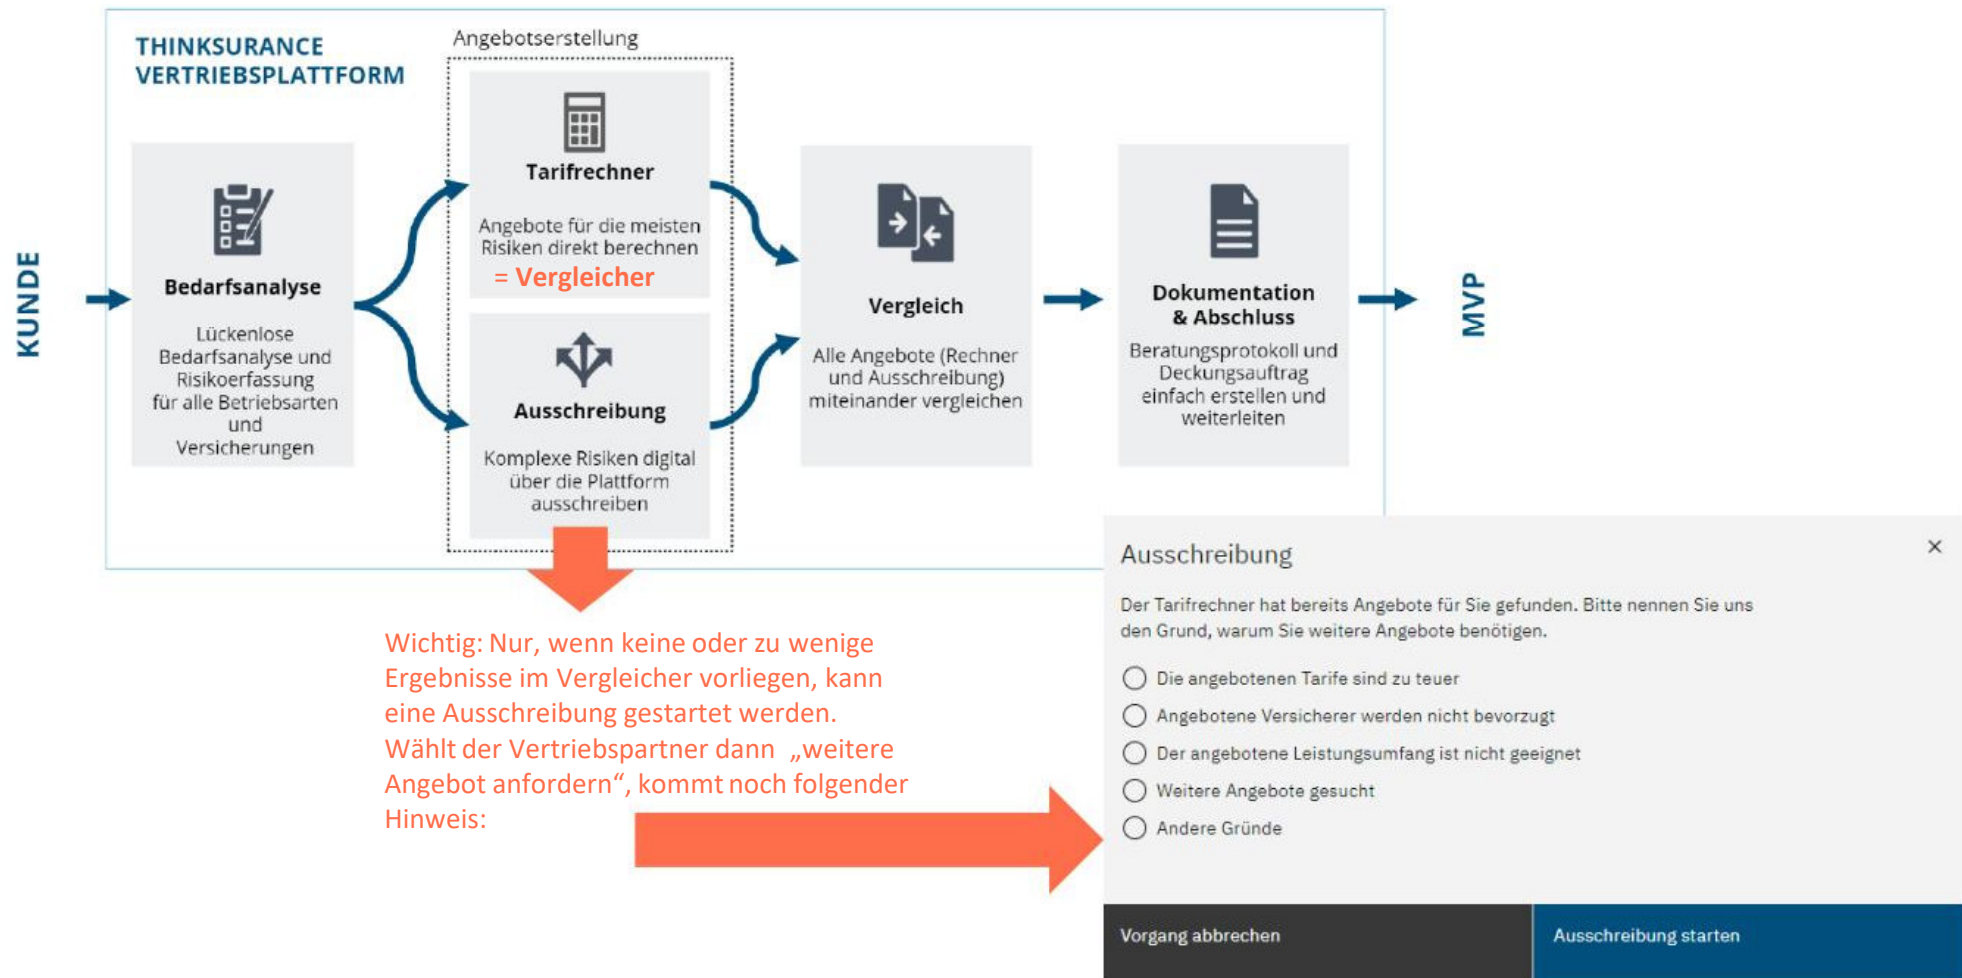 THINKSURANCE
VERTRIEBSPLATTFORM
Angebotserstellung
KUNDE
Bedarfsanalyse
Lückenlose
Bedarfsanalyse und
Risikoerfassung
für alle Betriebsarten
und
Versicherungen
Tarifrechner
Angebote für die meisten
Risiken direkt berechnen
= Vergleicher
Ausschreibung
Komplexe Risiken digital
über die Plattform
ausschreiben
Vergleich
Alle Angebote (Rechner
und Ausschreibung)
miteinander vergleichen
Dokumentation
& Abschluss
Beratungsprotokoll und
Deckungsauftrag
einfach erstellen und
weiterleiten
MVP
Wichtig: Nur, wenn keine oder zu wenige
Ergebnisse im Vergleicher vorliegen, kann
eine Ausschreibung gestartet werden.
Wählt der Vertriebspartner dann „weitere
Angebot anfordern“, kommt noch folgender
Hinweis:
Ausschreibung
×
Der Tarifrechner hat bereits Angebote für Sie gefunden. Bitte nennen Sie uns
den Grund, warum Sie weitere Angebote benötigen.
Die angebotenen Tarife sind zu teuer
Angebotene Versicherer werden nicht bevorzugt
Der angebotene Leistungsumfang ist nicht geeignet
Weitere Angebote gesucht
Andere Gründe
Vorgang abbrechen
Ausschreibung starten